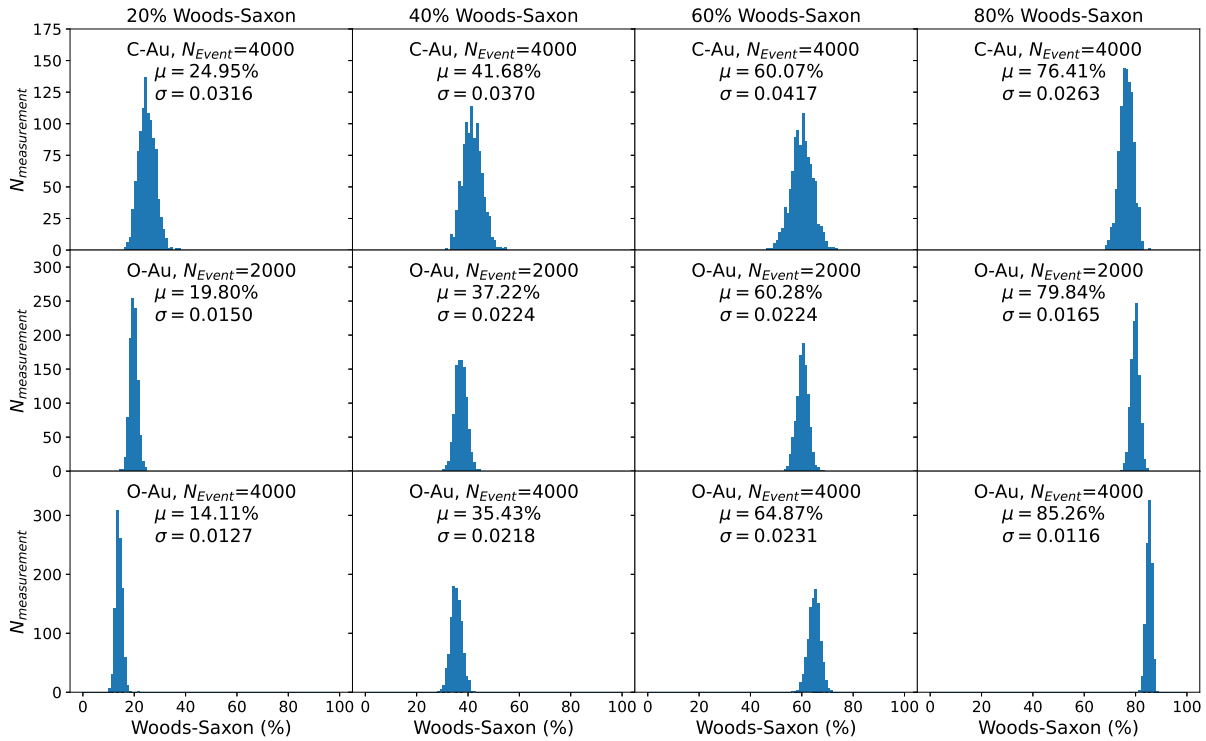 20% Woods-Saxon 40% Woods-Saxon 60% Woods-Saxon 80% Woods-Saxon
175
150
125
100
75
50
25
0
N_measurement
C-Au, N_Event=4000
μ = 24.95%
σ = 0.0316
C-Au, N_Event=4000
μ = 41.68%
σ = 0.0370
C-Au, N_Event=4000
μ = 60.07%
σ = 0.0417
C-Au, N_Event=4000
μ = 76.41%
σ = 0.0263
300
250
200
150
100
50
0
N_measurement
O-Au, N_Event=2000
μ = 19.80%
σ = 0.0150
O-Au, N_Event=2000
μ = 37.22%
σ = 0.0224
O-Au, N_Event=2000
μ = 60.28%
σ = 0.0224
O-Au, N_Event=2000
μ = 79.84%
σ = 0.0165
300
200
100
0
N_measurement
O-Au, N_Event=4000
μ = 14.11%
σ = 0.0127
O-Au, N_Event=4000
μ = 35.43%
σ = 0.0218
O-Au, N_Event=4000
μ = 64.87%
σ = 0.0231
O-Au, N_Event=4000
μ = 85.26%
σ = 0.0116
0 20 40 60 80 100 0 20 40 60 80 100 0 20 40 60 80 100 0 20 40 60 80 100
Woods-Saxon (%) Woods-Saxon (%) Woods-Saxon (%) Woods-Saxon (%)